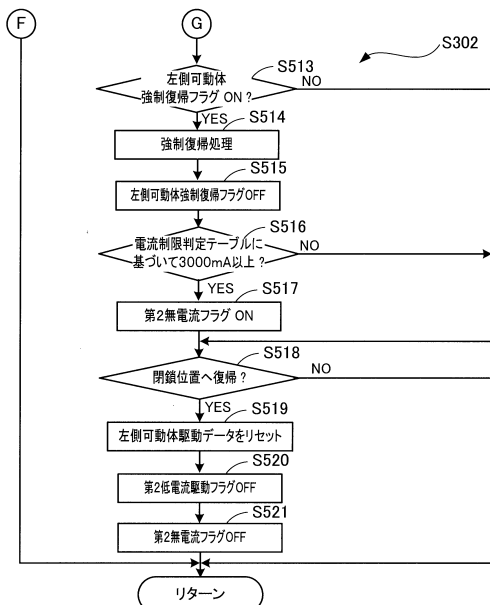 F
G
S302
S513
左側可動体
強制復帰フラグ ON ?
NO
YES
S514
強制復帰処理
S515
左側可動体強制復帰フラグOFF
S516
電流制限判定テーブルに
基づいて3000mA以上 ?
NO
YES
S517
第2無電流フラグ ON
S518
閉鎖位置へ復帰 ?
NO
YES
S519
左側可動体駆動データをリセット
S520
第2低電流駆動フラグOFF
S521
第2無電流フラグOFF
リターン